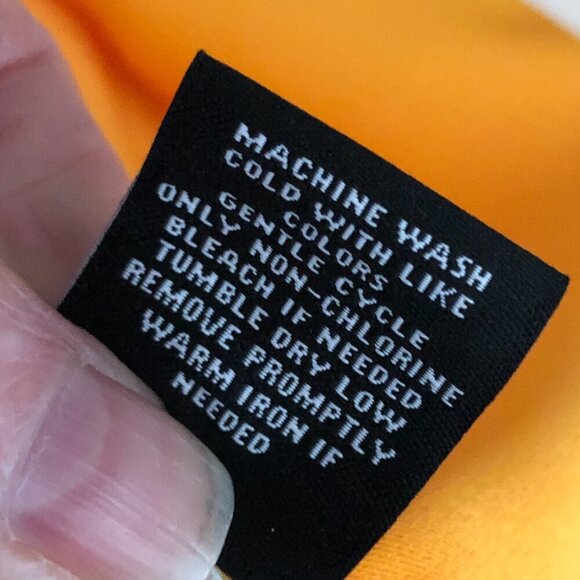 MACHINE WASH
COLD WITH LIKE
COLORS
GENTLE CYCLE
ONLY NON-CHLORINE
BLEACH IF NEEDED
TUMBLE DRY LOW
REMOVE PROMPTLY
WARM IRON IF
NEEDED